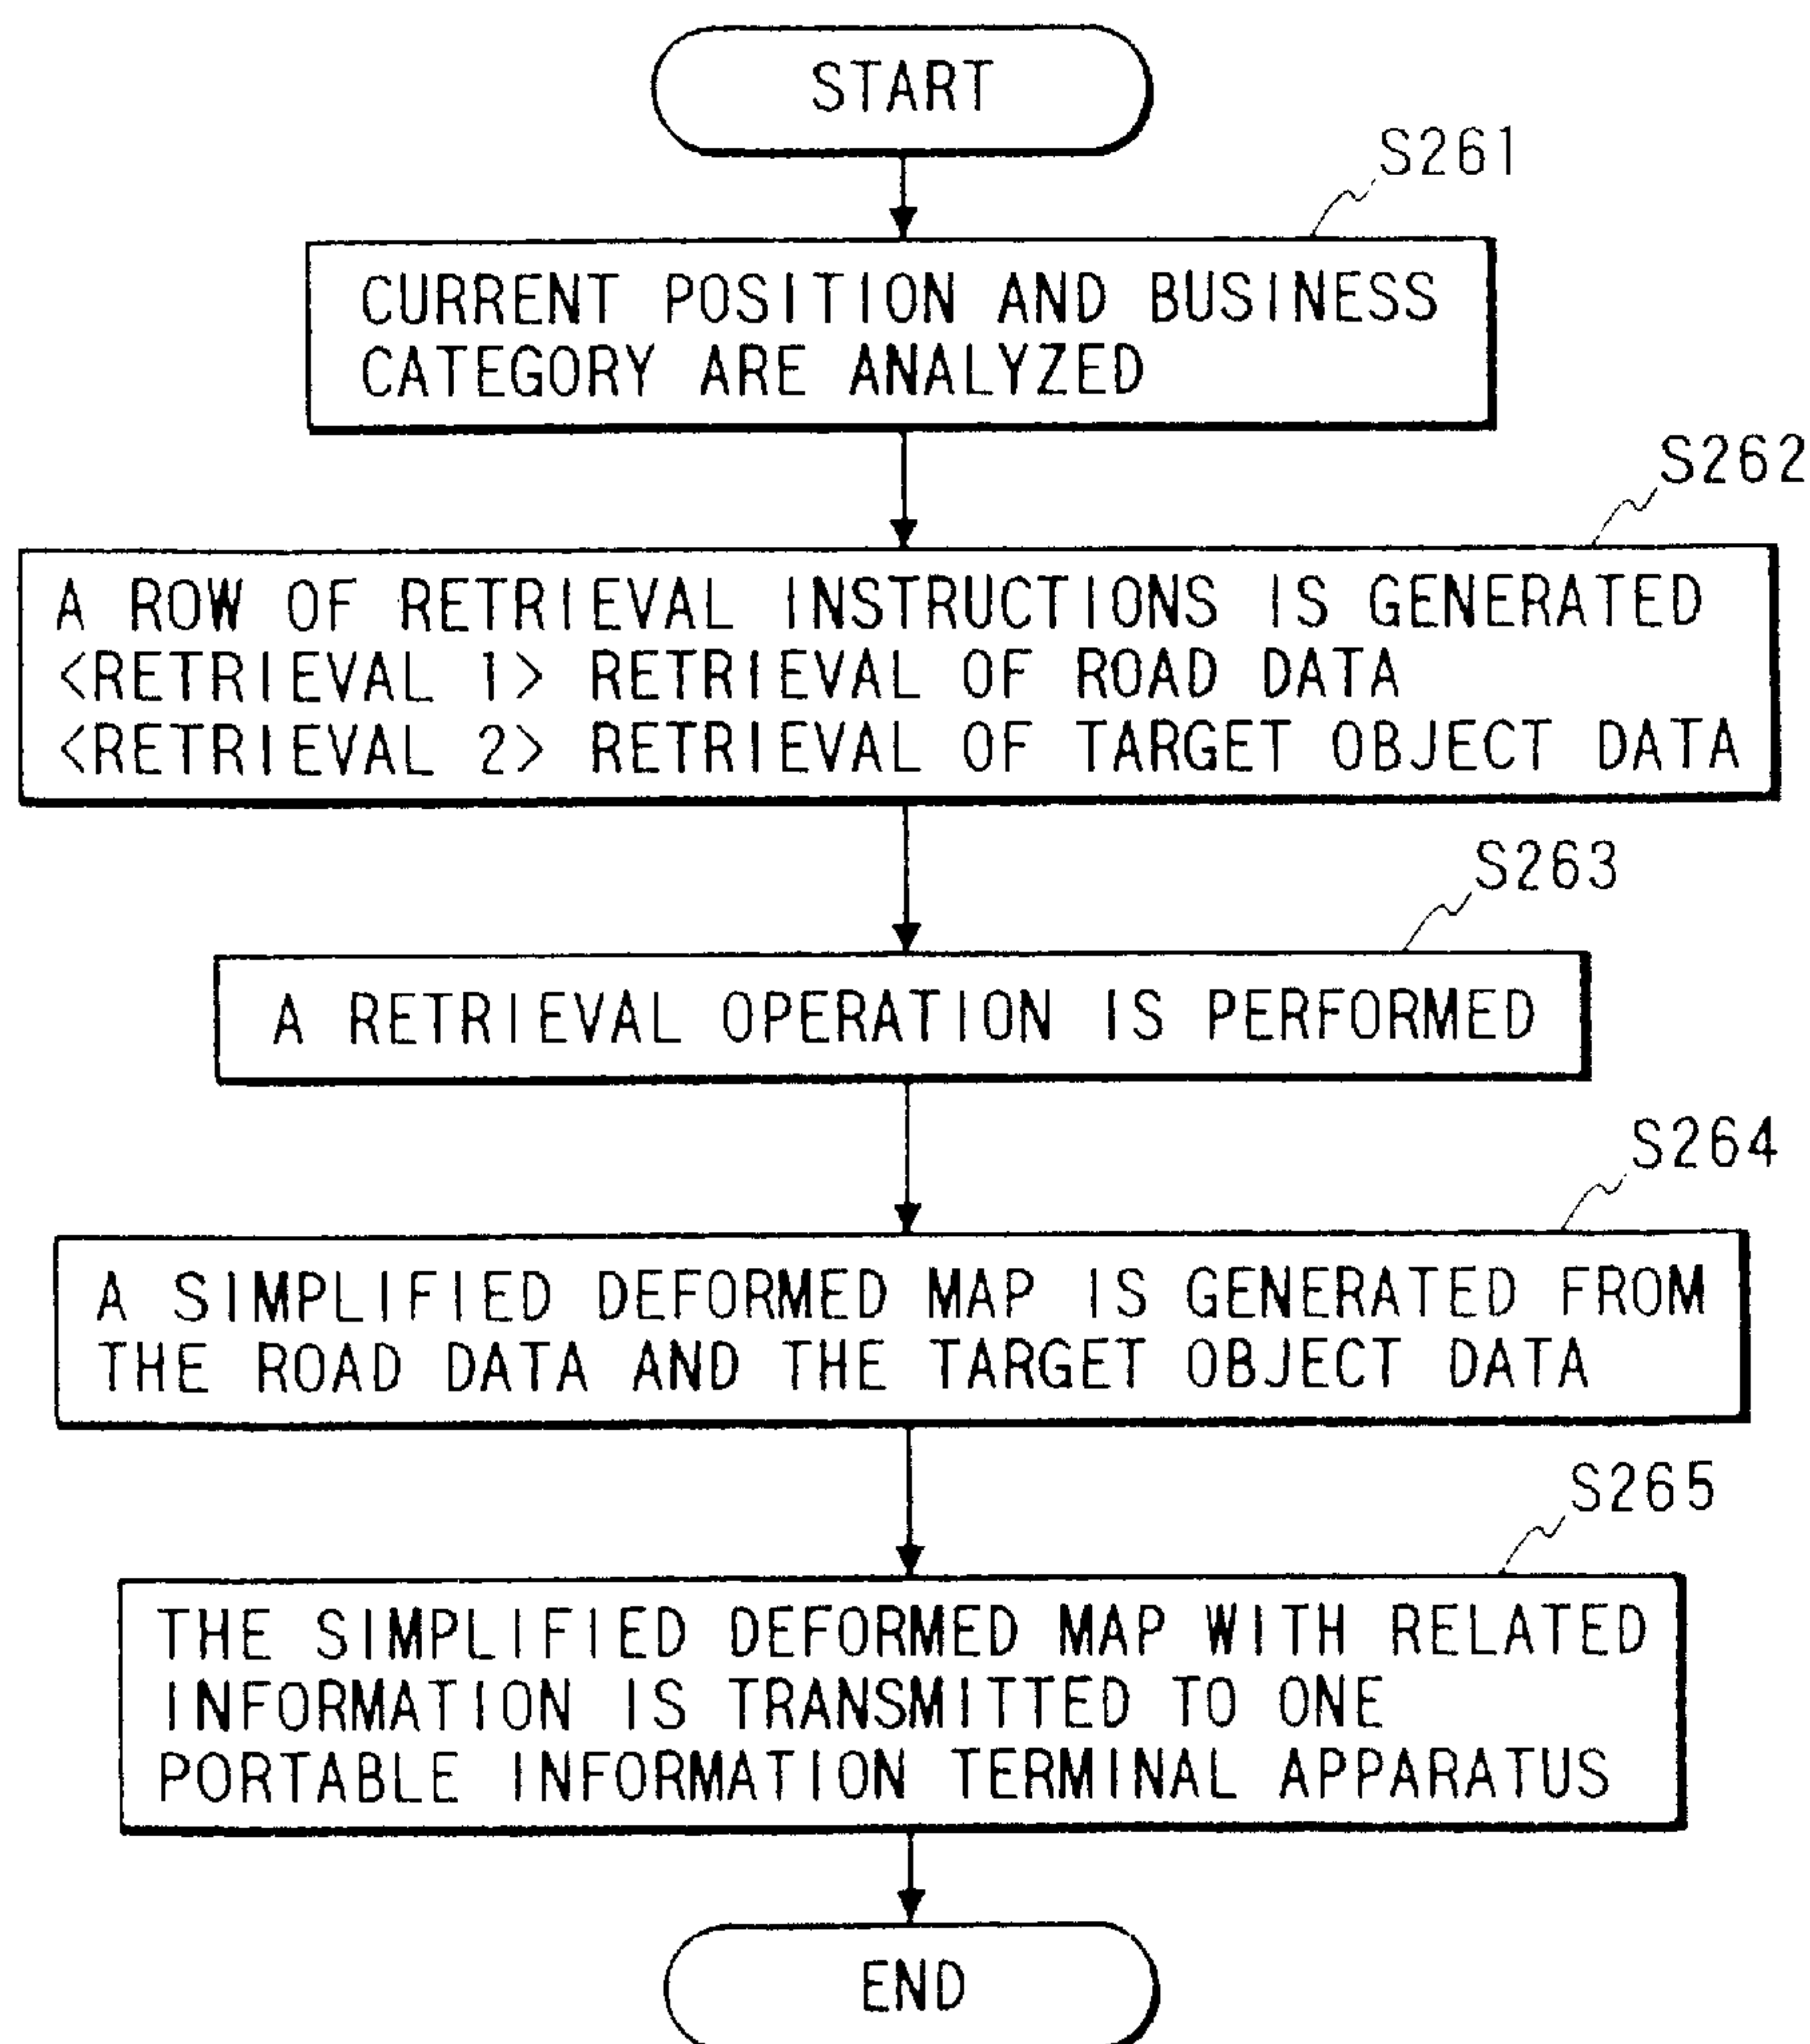 START
S261
CURRENT POSITION AND BUSINESS
CATEGORY ARE ANALYZED
S262
A ROW OF RETRIEVAL INSTRUCTIONS IS GENERATED
<RETRIEVAL 1> RETRIEVAL OF ROAD DATA
<RETRIEVAL 2> RETRIEVAL OF TARGET OBJECT DATA
S263
A RETRIEVAL OPERATION IS PERFORMED
S264
A SIMPLIFIED DEFORMED MAP IS GENERATED FROM
THE ROAD DATA AND THE TARGET OBJECT DATA
S265
THE SIMPLIFIED DEFORMED MAP WITH RELATED
INFORMATION IS TRANSMITTED TO ONE
PORTABLE INFORMATION TERMINAL APPARATUS
END